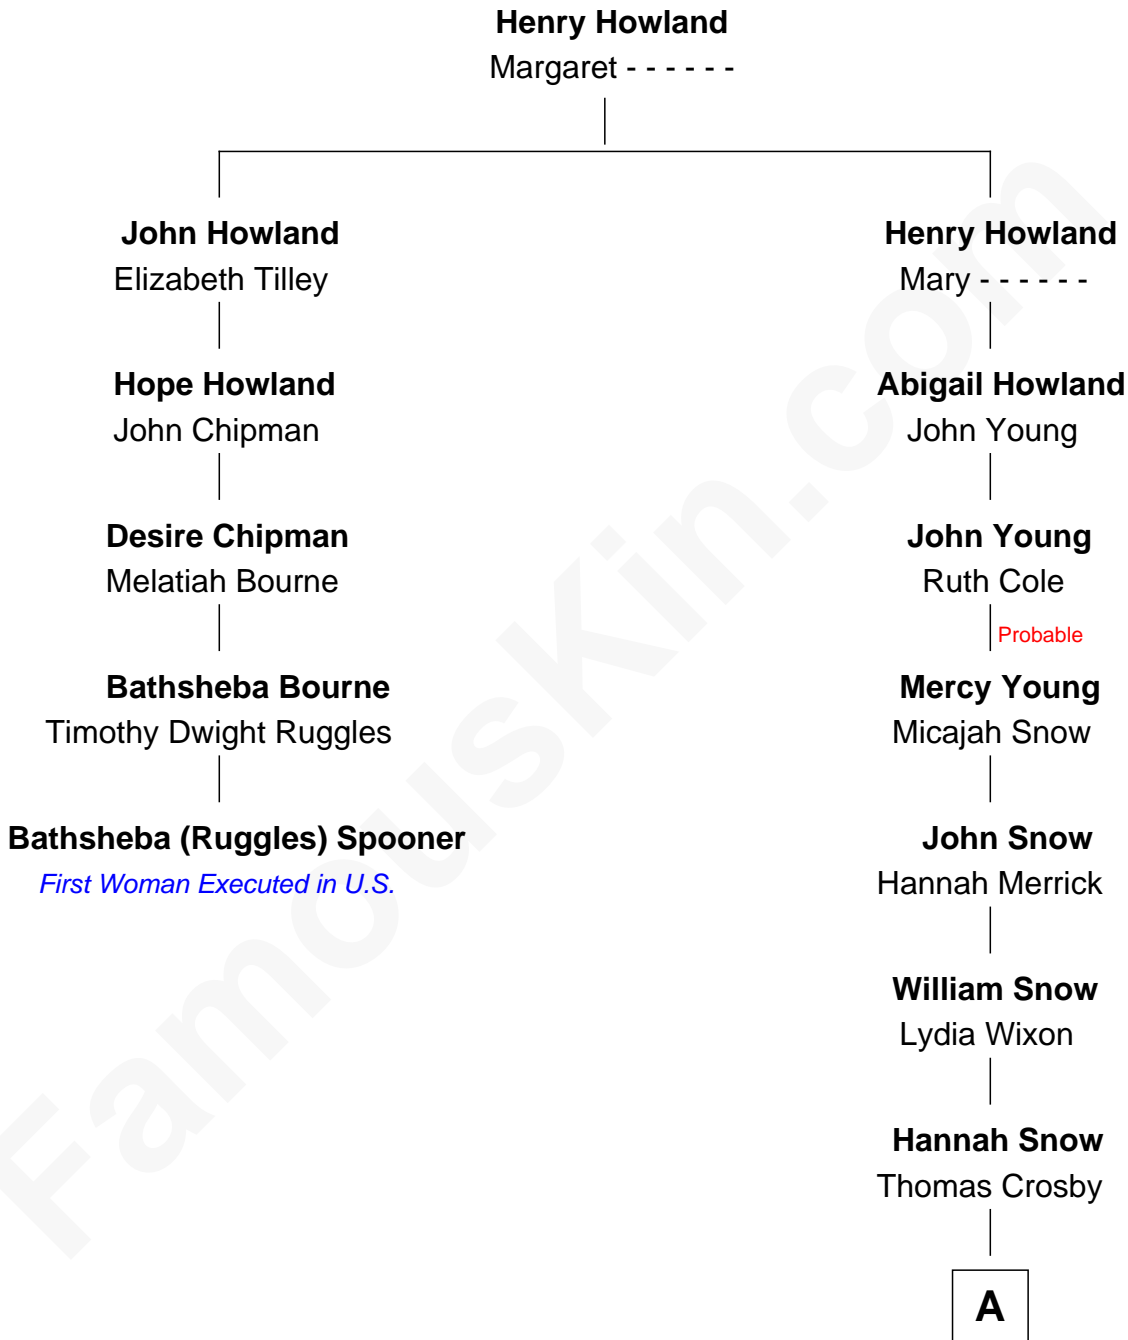 Henry Howland
Margaret - - - - - -
John Howland
Elizabeth Tilley
Henry Howland
Mary - - - - - -
Hope Howland
John Chipman
Abigail Howland
John Young
Desire Chipman
Melatiah Bourne
John Young
Ruth Cole
Probable
Bathsheba Bourne
Timothy Dwight Ruggles
Mercy Young
Micajah Snow
Bathsheba (Ruggles) Spooner
First Woman Executed in U.S.
John Snow
Hannah Merrick
William Snow
Lydia Wixon
Hannah Snow
Thomas Crosby
A
FamousKin.com